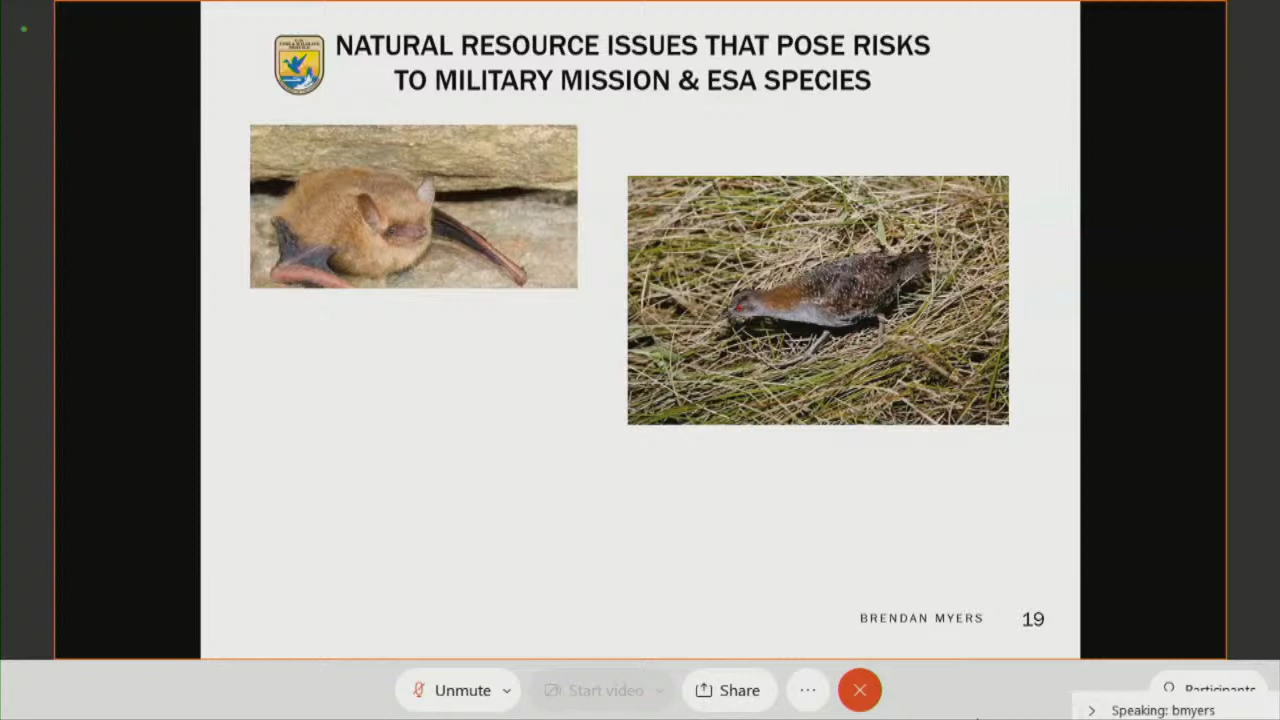 NATURAL RESOURCE ISSUES THAT POSE RISKS
TO MILITARY MISSION & ESA SPECIES
BRENDAN MYERS
19
Unmute
Start video
Share
Participants
Speaking: bmyers